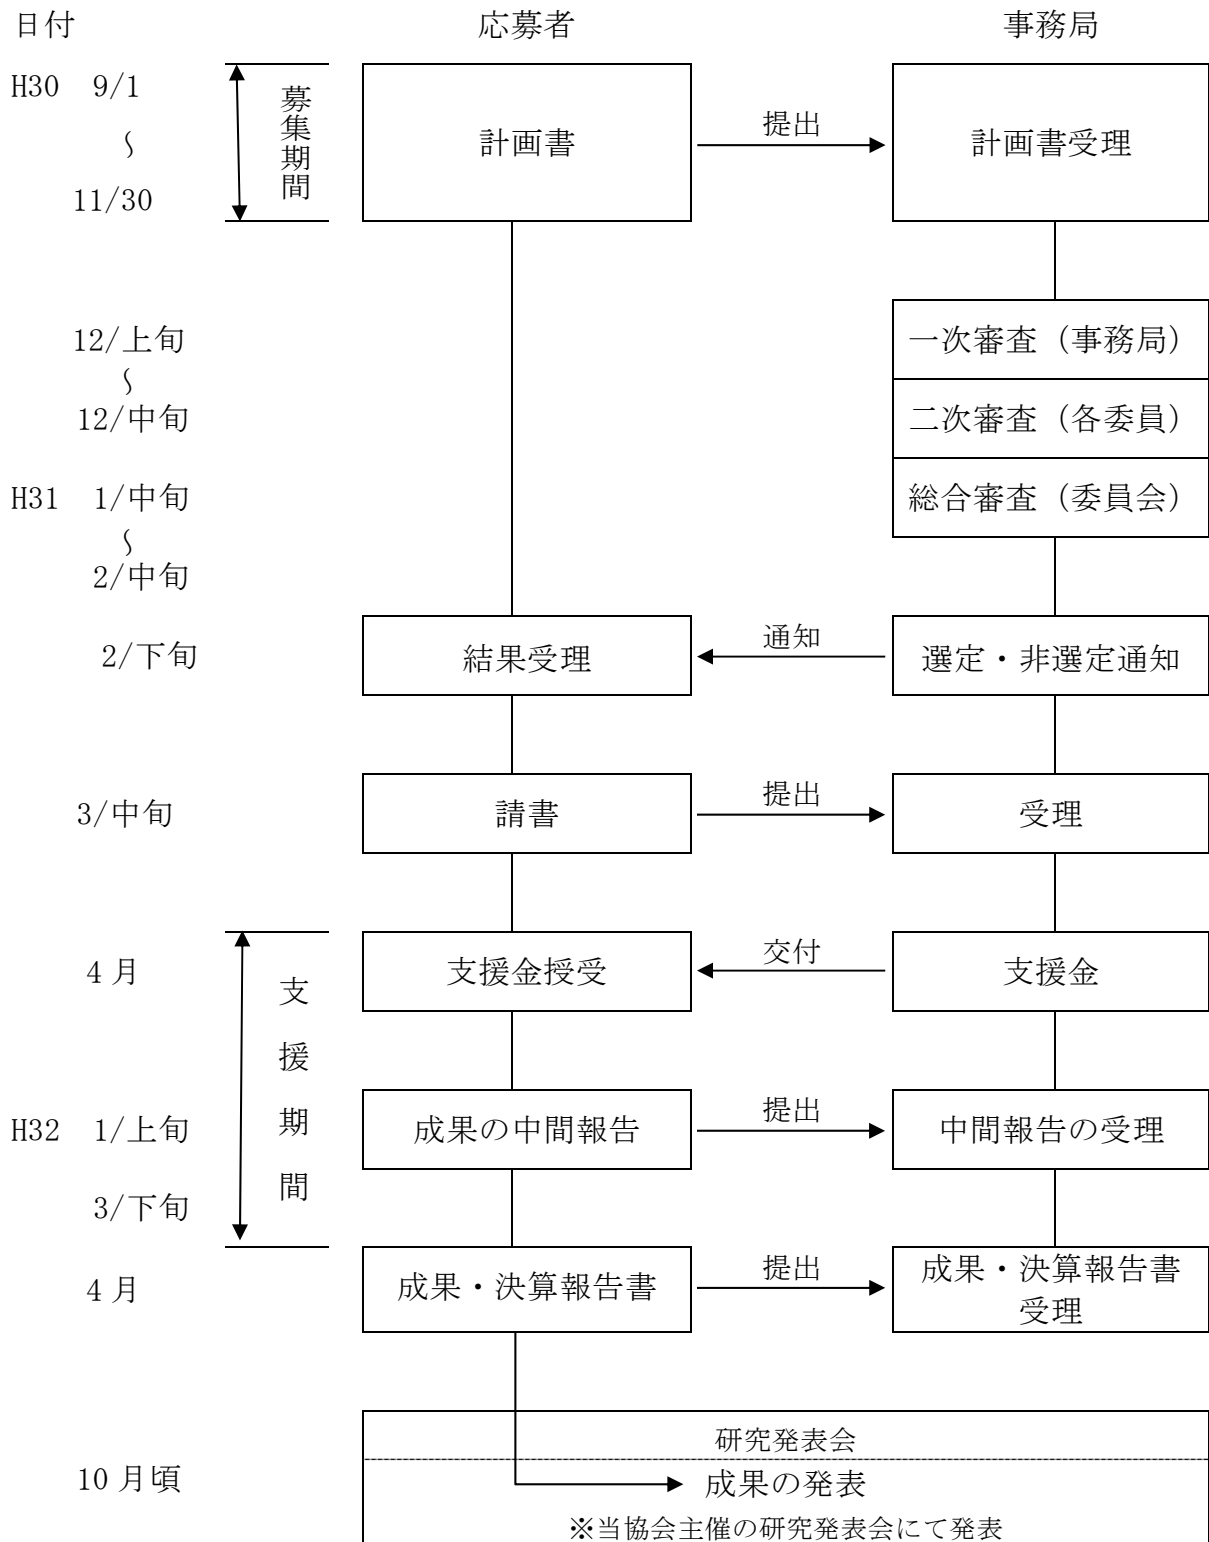 日付 応募者 事務局
H30 9/1
～
11/30
募集期間
計画書
提出
計画書受理
12/上旬
～
12/中旬
一次審査（事務局）
二次審査（各委員）
H31 1/中旬
～
2/中旬
総合審査（委員会）
2/下旬
結果受理
通知
選定・非選定通知
3/中旬
請書
提出
受理
4月
支援期間
支援金授受
交付
支援金
H32 1/上旬
成果の中間報告
提出
中間報告の受理
3/下旬
4月
成果・決算報告書
提出
成果・決算報告書
受理
10月頃
研究発表会
成果の発表
※当協会主催の研究発表会にて発表